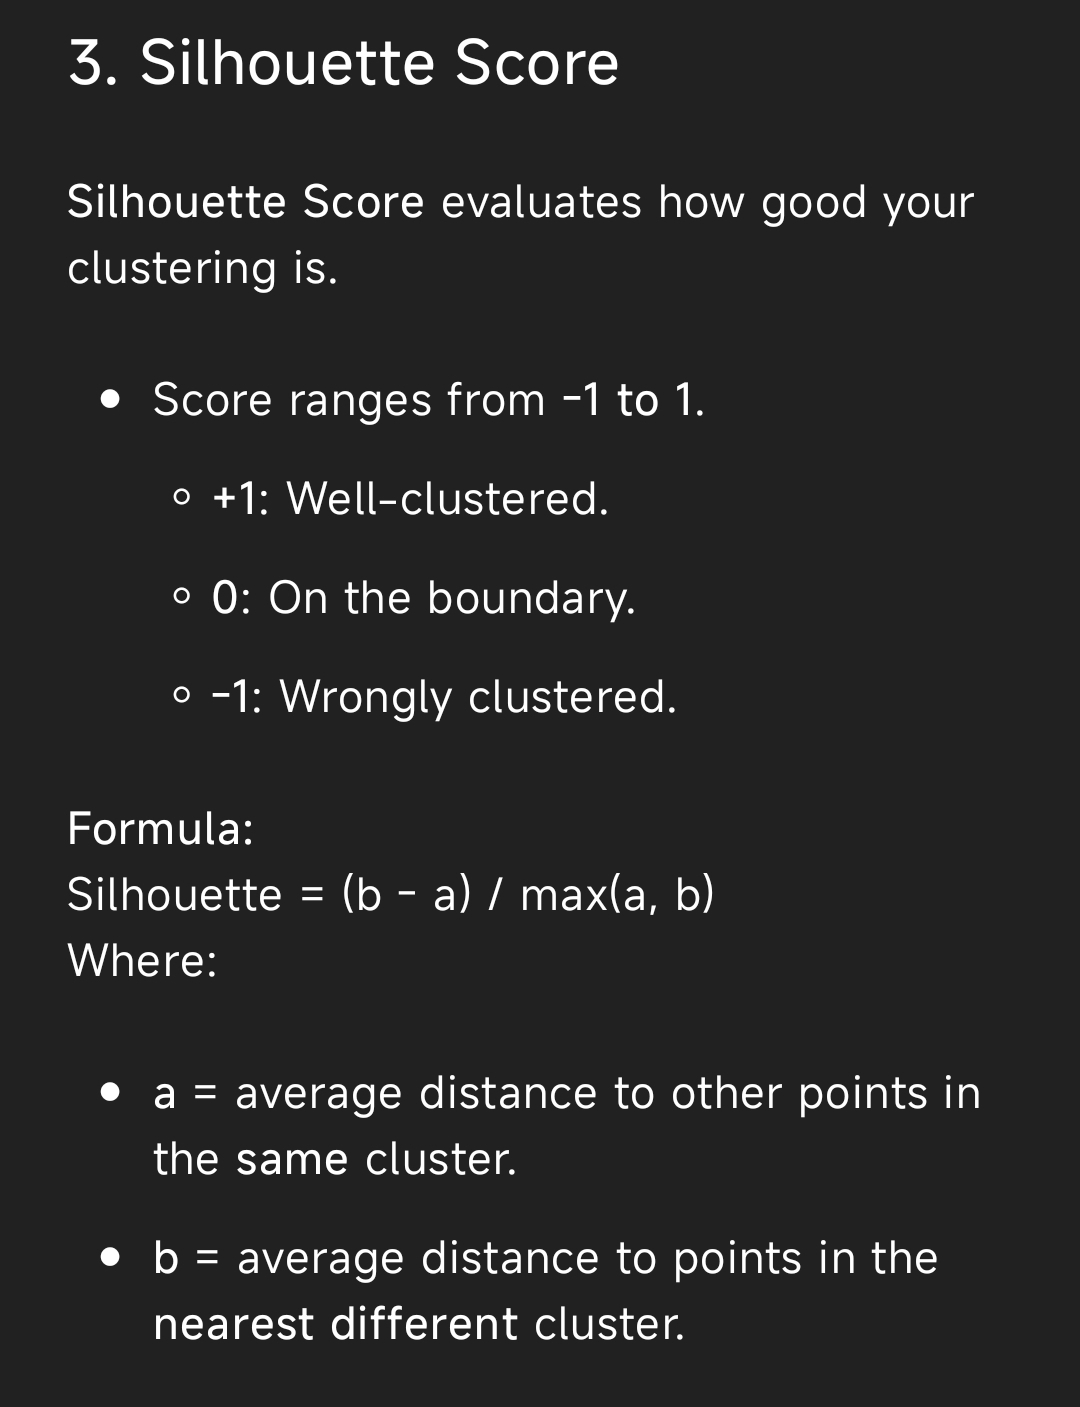 3. Silhouette Score
Silhouette Score evaluates how good your
clustering is.
• Score ranges from -1 to 1.
◦ +1: Well-clustered.
◦ 0: On the boundary.
◦ -1: Wrongly clustered.
Formula:
Silhouette = (b - a) / max(a, b)
Where:
• a = average distance to other points in
the same cluster.
• b = average distance to points in the
nearest different cluster.